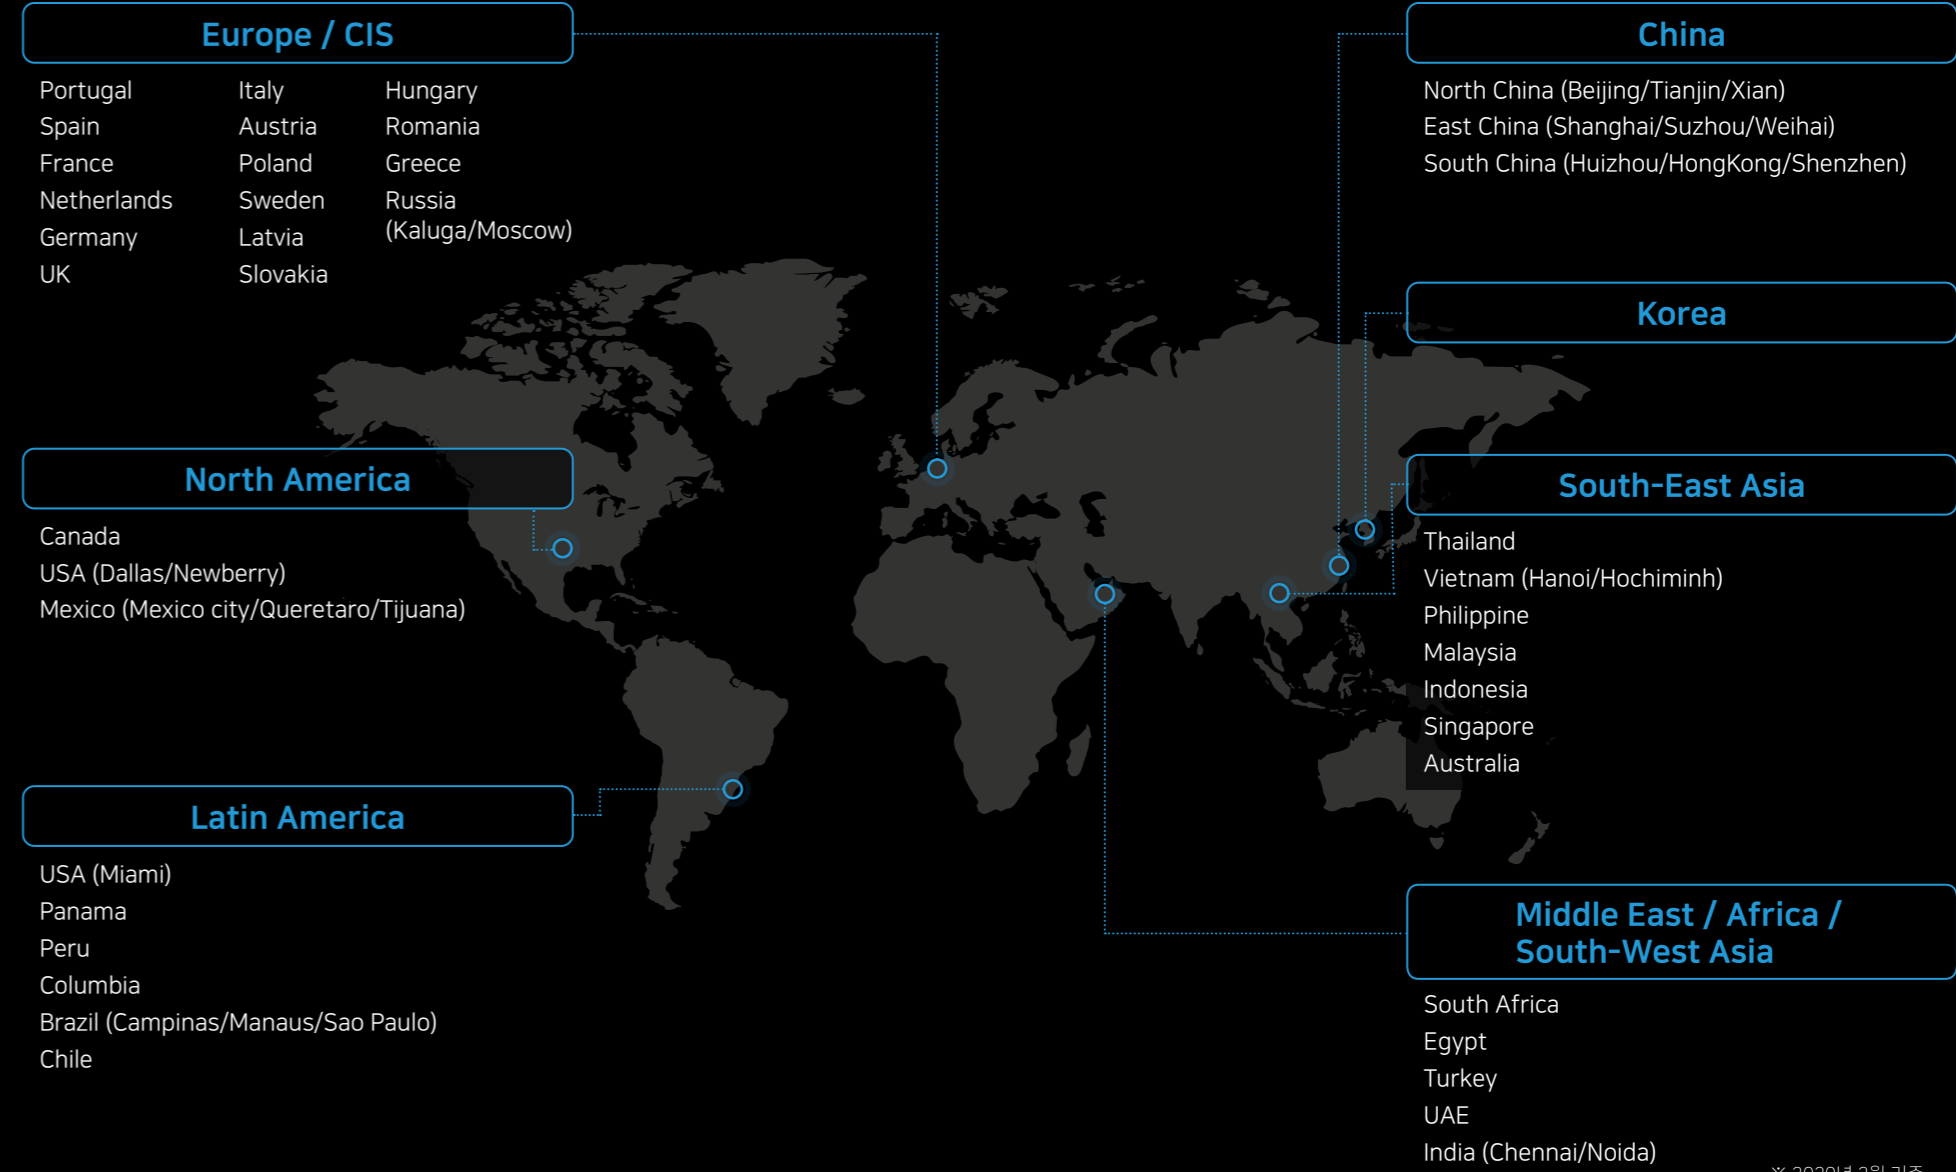 Europe / CIS
Portugal
Spain
France
Netherlands
Germany
UK
Italy
Austria
Poland
Sweden
Latvia
Slovakia
Hungary
Romania
Greece
Russia
(Kaluga/Moscow)
North America
Canada
USA (Dallas/Newberry)
Mexico (Mexico city/Queretaro/Tijuana)
Latin America
USA (Miami)
Panama
Peru
Columbia
Brazil (Campinas/Manaus/Sao Paulo)
Chile
China
North China (Beijing/Tianjin/Xian)
East China (Shanghai/Suzhou/Weihai)
South China (Huizhou/HongKong/Shenzhen)
Korea
South-East Asia
Thailand
Vietnam (Hanoi/Hochiminh)
Philippine
Malaysia
Indonesia
Singapore
Australia
Middle East / Africa /
South-West Asia
South Africa
Egypt
Turkey
UAE
India (Chennai/Noida)